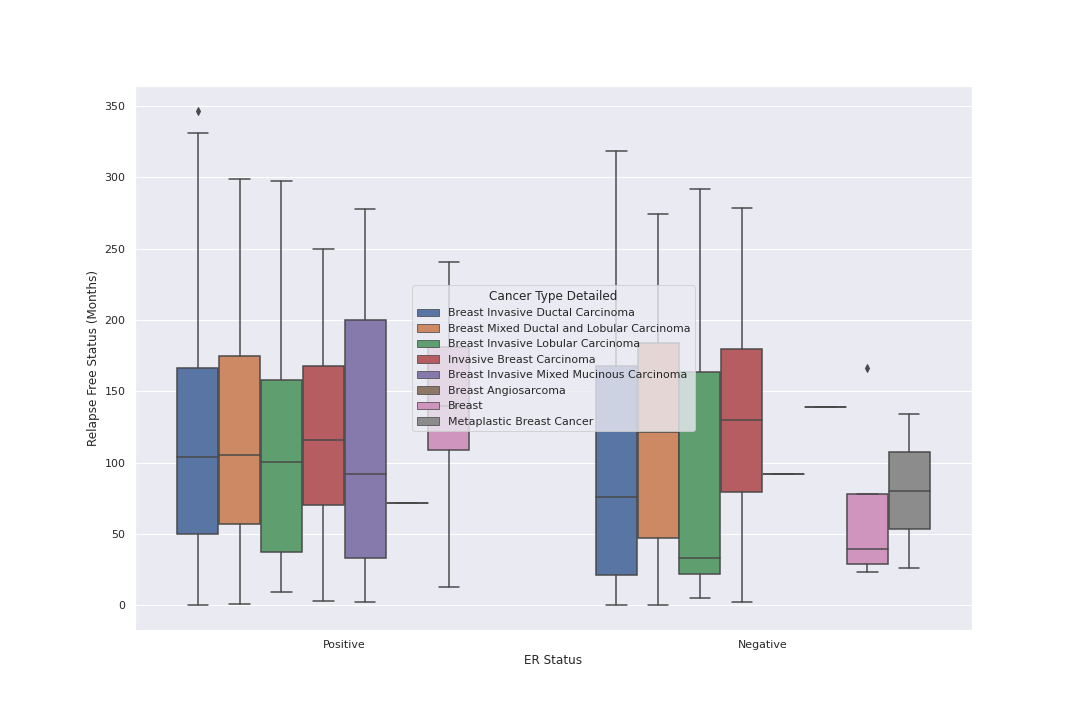 350
300
250
200
150
100
50
0
Relapse Free Status (Months)
Cancer Type Detailed
Breast Invasive Ductal Carcinoma
Breast Mixed Ductal and Lobular Carcinoma
Breast Invasive Lobular Carcinoma
Invasive Breast Carcinoma
Breast Invasive Mixed Mucinous Carcinoma
Breast Angiosarcoma
Breast
Metaplastic Breast Cancer
Positive
Negative
ER Status